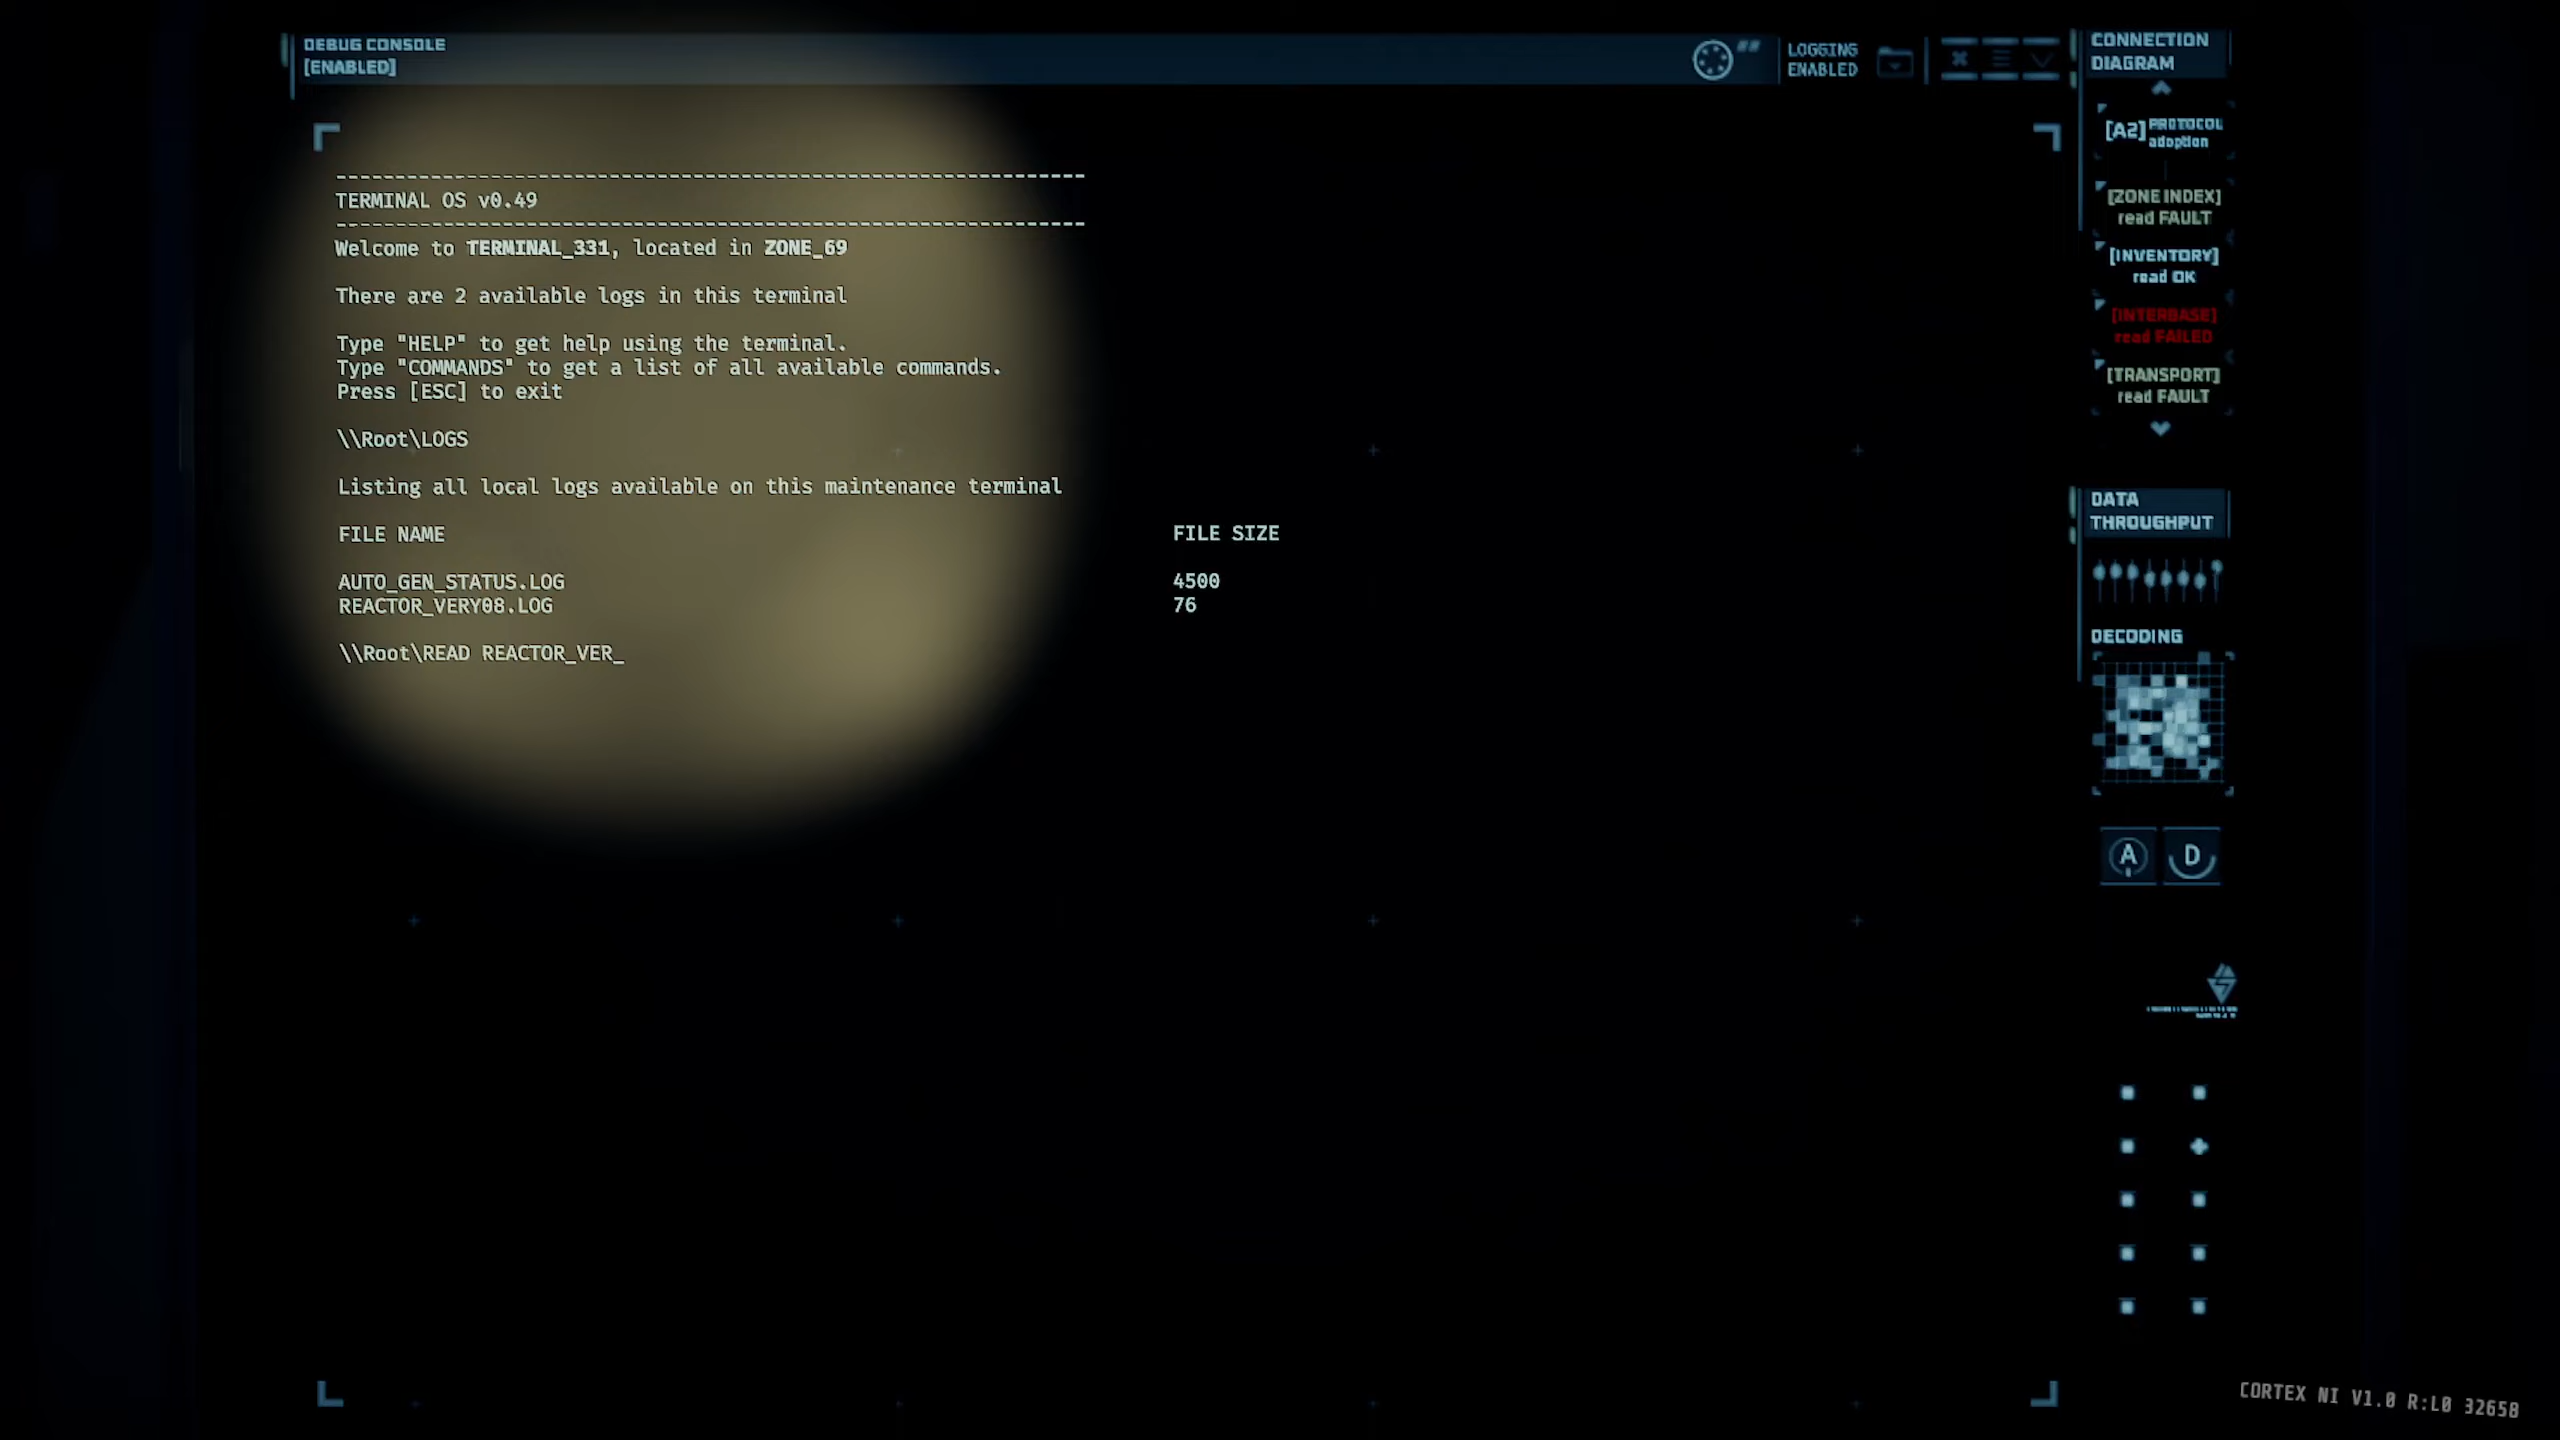 DEBUG CONSOLE
[ENABLED]
LOGGING
ENABLED
------------------------------------------------------------
TERMINAL OS v0.49
------------------------------------------------------------
Welcome to TERMINAL_331, located in ZONE_69
There are 2 available logs in this terminal
Type "HELP" to get help using the terminal.
Type "COMMANDS" to get a list of all available commands.
Press [ESC] to exit
\\Root\LOGS
Listing all local logs available on this maintenance terminal
FILE NAME FILE SIZE
AUTO_GEN_STATUS.LOG 4500
REACTOR_VERY08.LOG 76
\\Root\READ REACTOR_VER_
CONNECTION
DIAGRAM
[A2] PROTOCOL
adoption
[ZONE INDEX]
read FAULT
[INVENTORY]
read OK
[INTERBASE]
read FAILED
[TRANSPORT]
read FAULT
DATA
THROUGHPUT
DECODING
A D
CORTEX NI V1.0 R:L0 32658